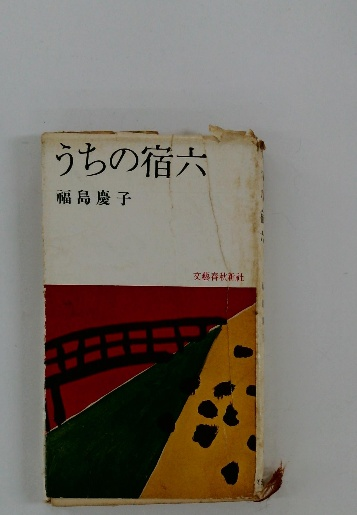 うちの宿六
福島慶子
文藝春秋新社